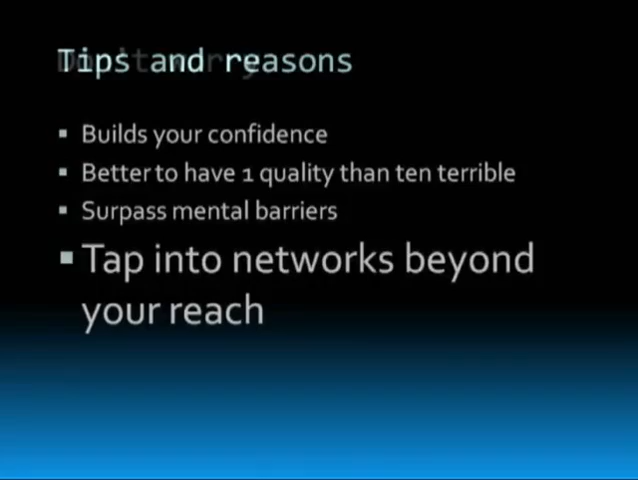 Tips and reasons
▪ Builds your confidence
▪ Better to have 1 quality than ten terrible
▪ Surpass mental barriers
▪ Tap into networks beyond
your reach